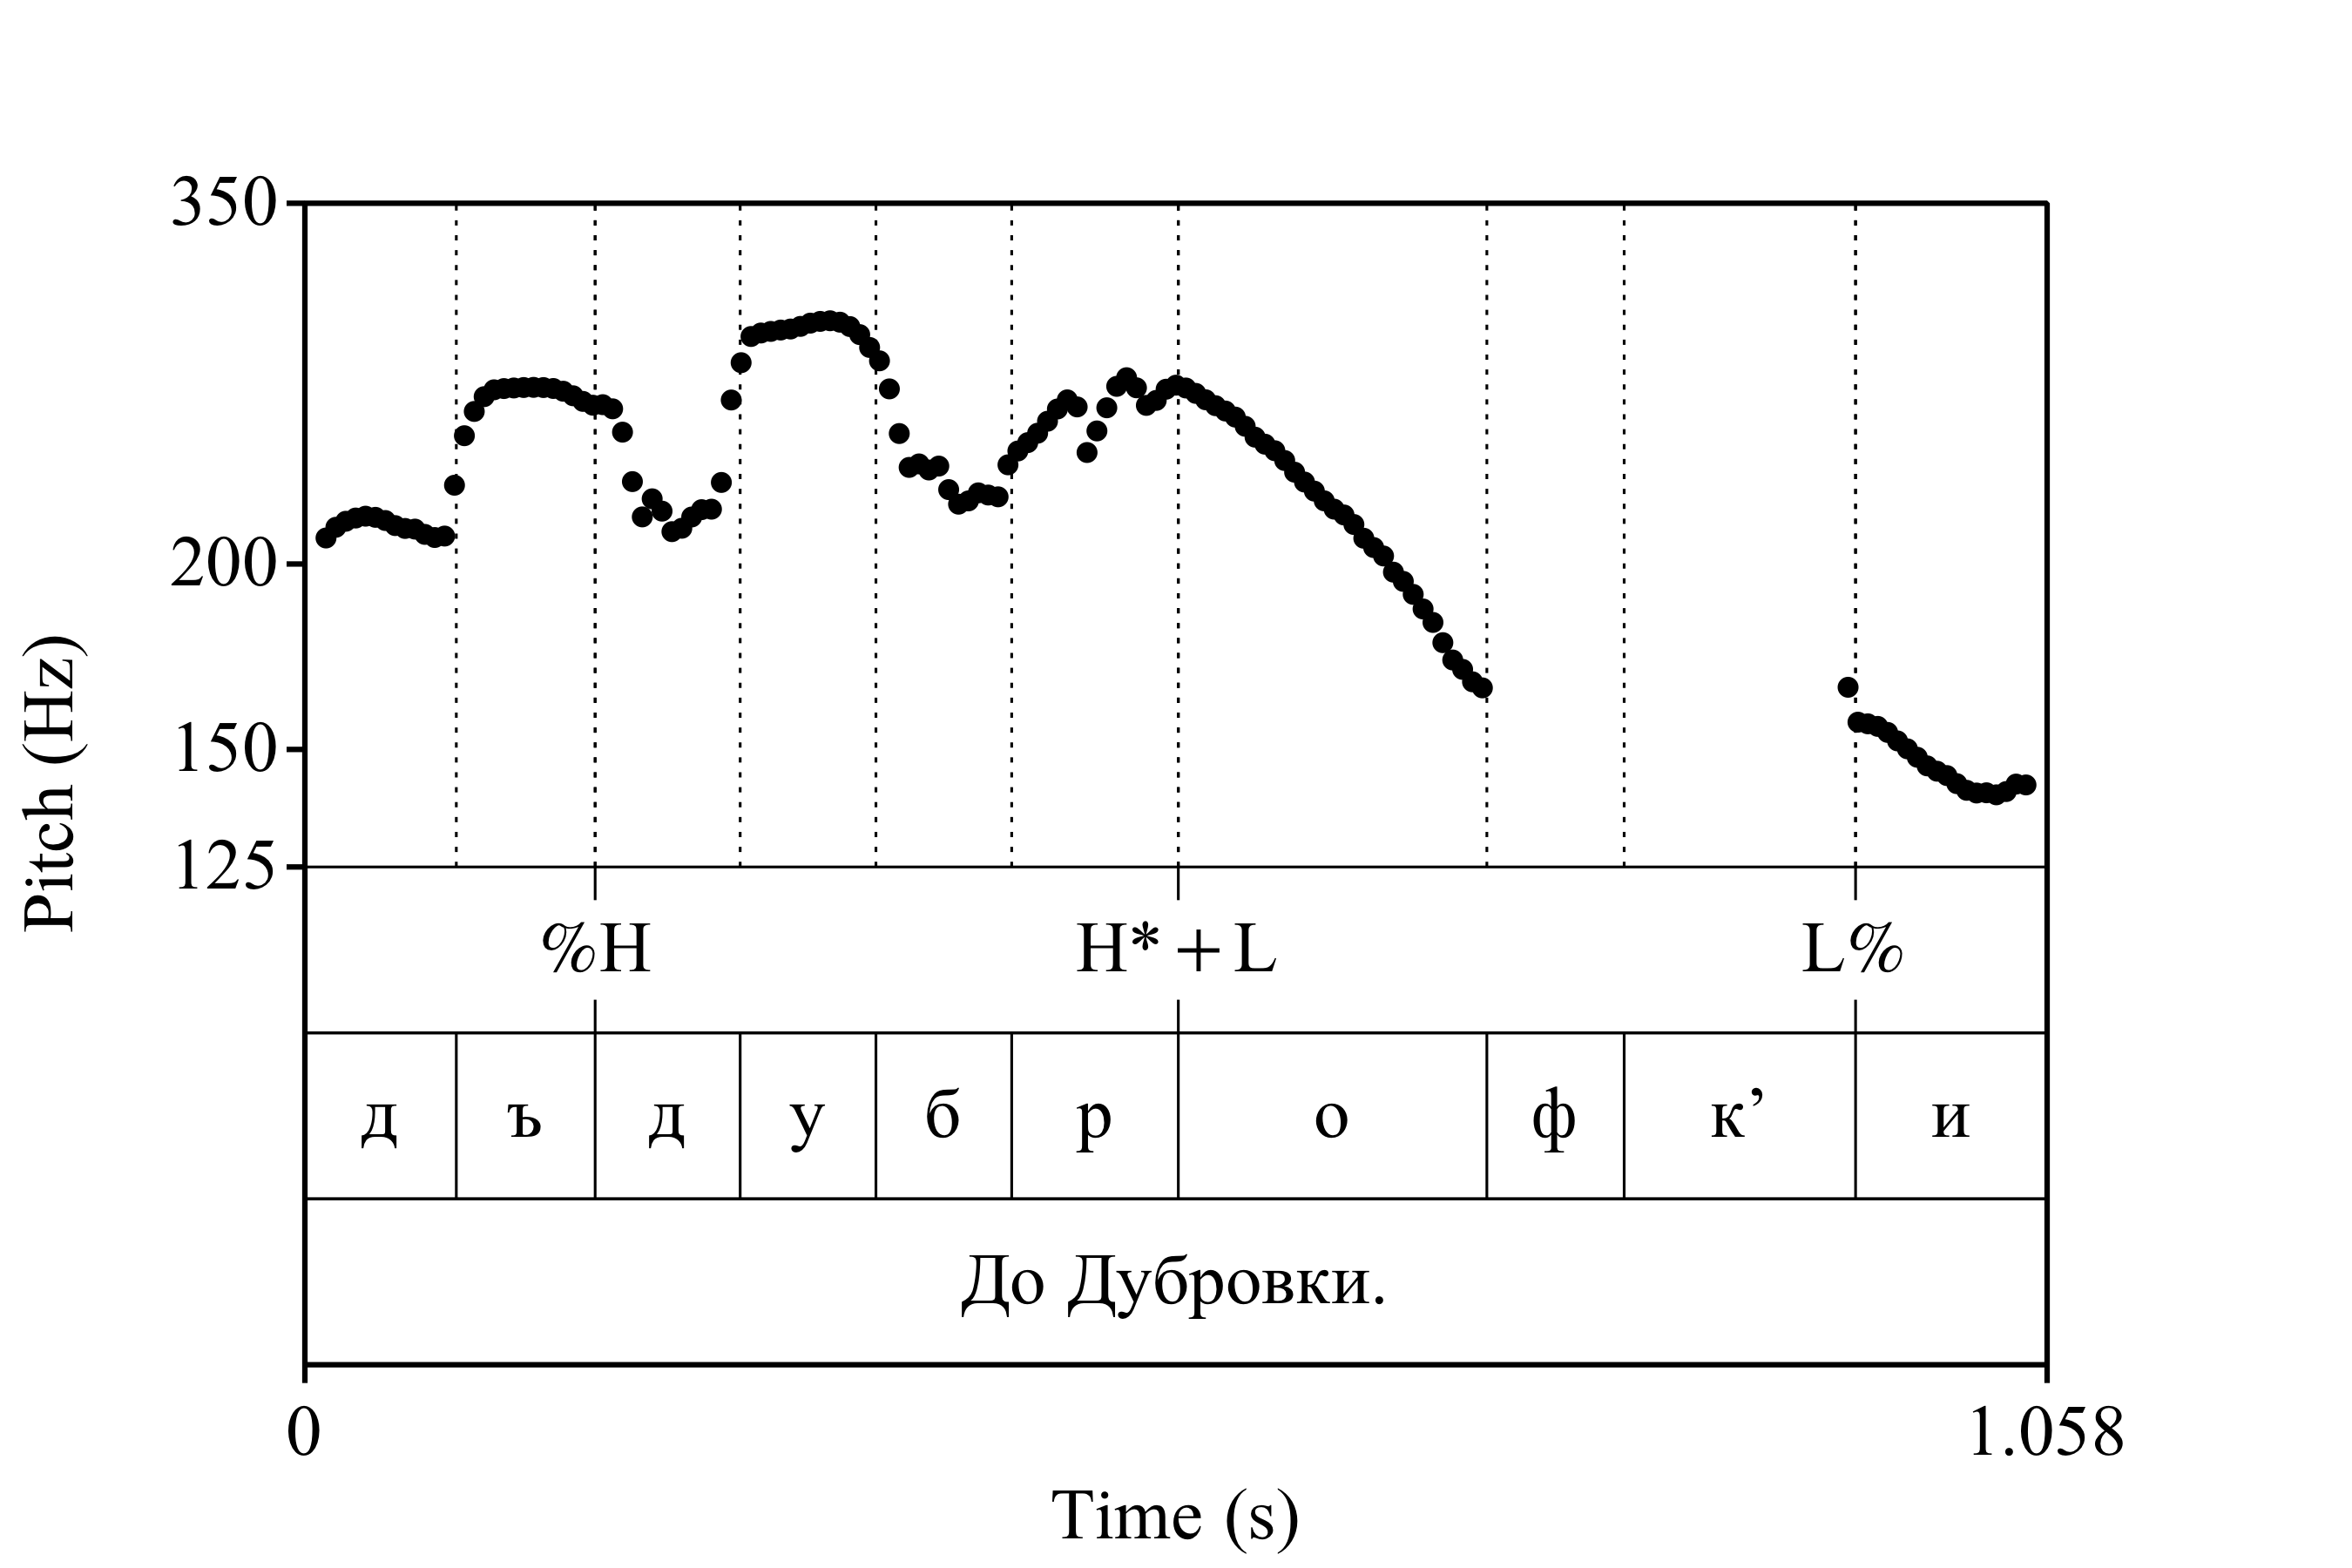 350
200
150
125
Pitch (Hz)
%H H*+L L%
д ъ д у б р о ф к’ и
До Дубровки.
0 1.058
Time (s)